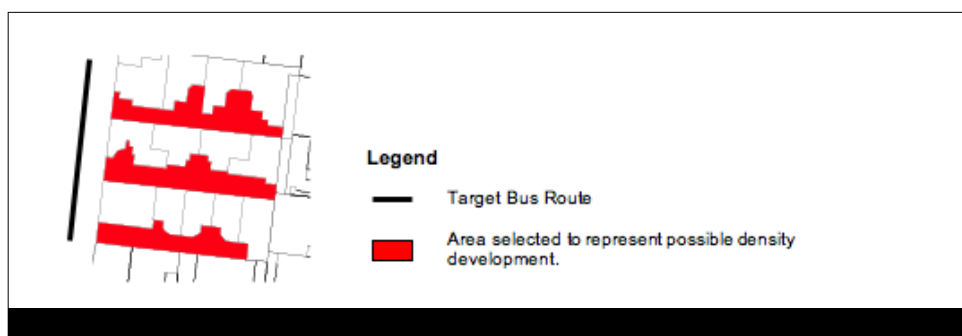 Legend
Target Bus Route
Area selected to represent possible density
development.